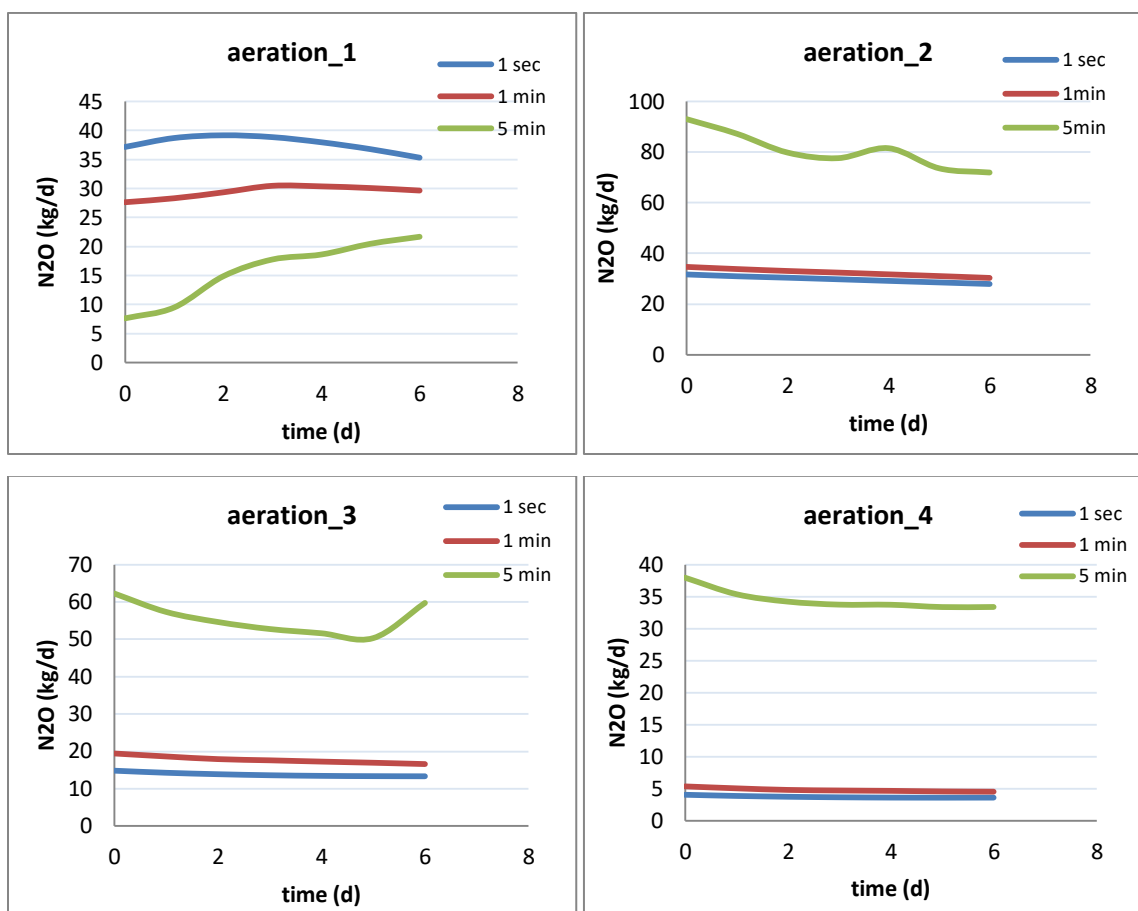 aeration_1
1 sec
1 min
5 min
45
40
35
30
25
20
15
10
5
0
N2O (kg/d)
0 2 4 6 8
time (d)
aeration_2
1 sec
1min
5min
100
80
60
40
20
0
N2O (kg/d)
0 2 4 6 8
time (d)
aeration_3
1 sec
1 min
5 min
70
60
50
40
30
20
10
0
N2O (kg/d)
0 2 4 6 8
time (d)
aeration_4
1 sec
1 min
5 min
40
35
30
25
20
15
10
5
0
N2O (kg/d)
0 2 4 6 8
time (d)